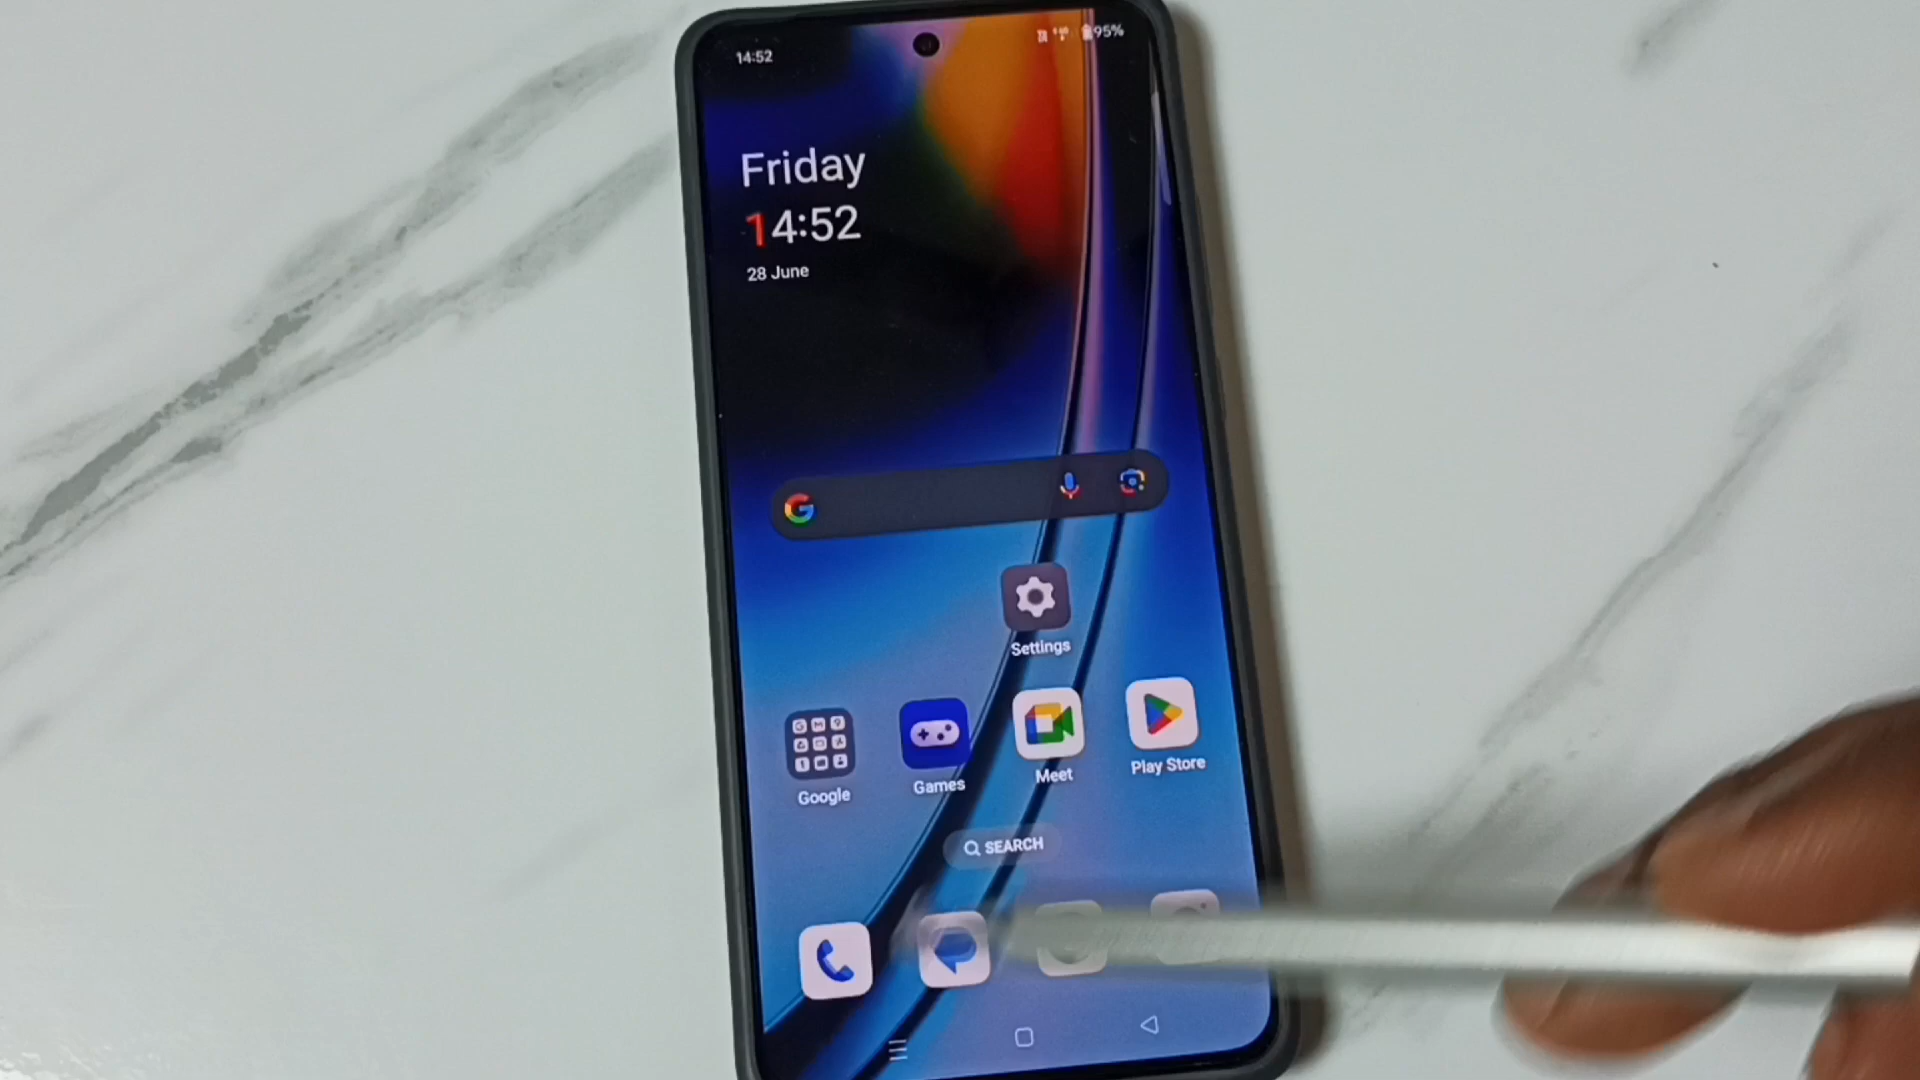 14:52
95%
Friday
14:52
28 June
Settings
Google
Games
Meet
Play Store
SEARCH